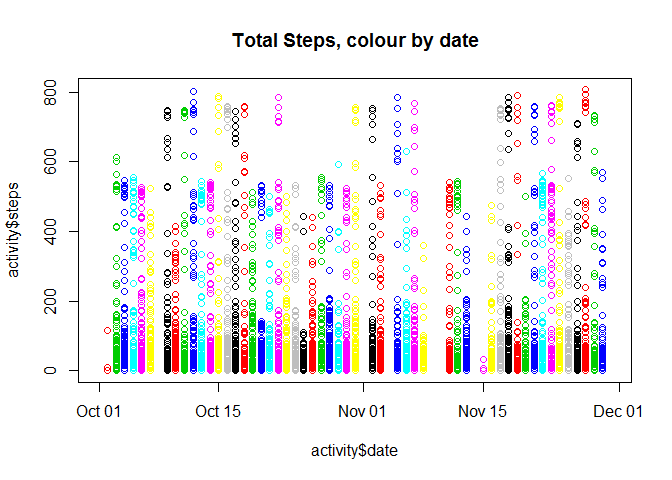 Total Steps, colour by date
activity$steps
800
600
400
200
0
Oct 01 Oct 15 Nov 01 Nov 15 Dec 01
activity$date